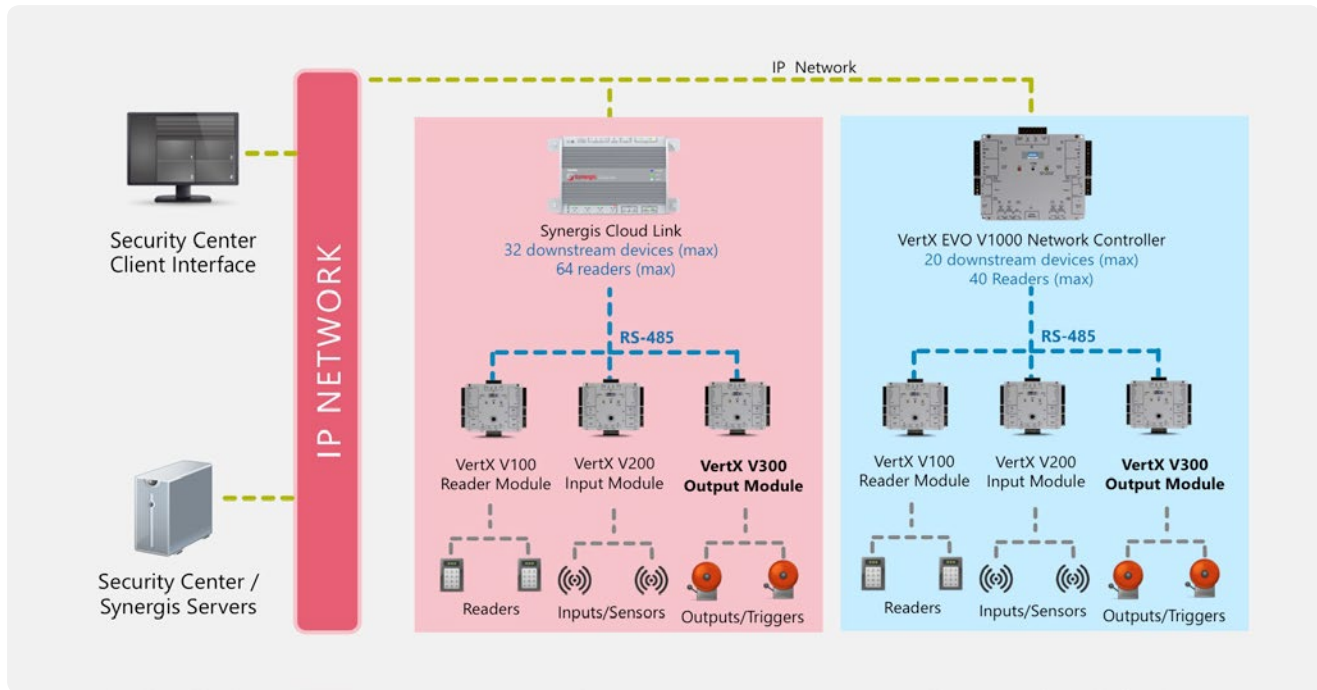 IP Network
Security Center
Client Interface
IP NETWORK
Security Center /
Synergis Servers
synergis
Synergis Cloud Link
32 downstream devices (max)
64 readers (max)
RS-485
VertX V100
Reader Module
VertX V200
Input Module
VertX V300
Output Module
Readers
Inputs/Sensors
Outputs/Triggers
VertX EVO V1000 Network Controller
20 downstream devices (max)
40 Readers (max)
RS-485
VertX V100
Reader Module
VertX V200
Input Module
VertX V300
Output Module
Readers
Inputs/Sensors
Outputs/Triggers